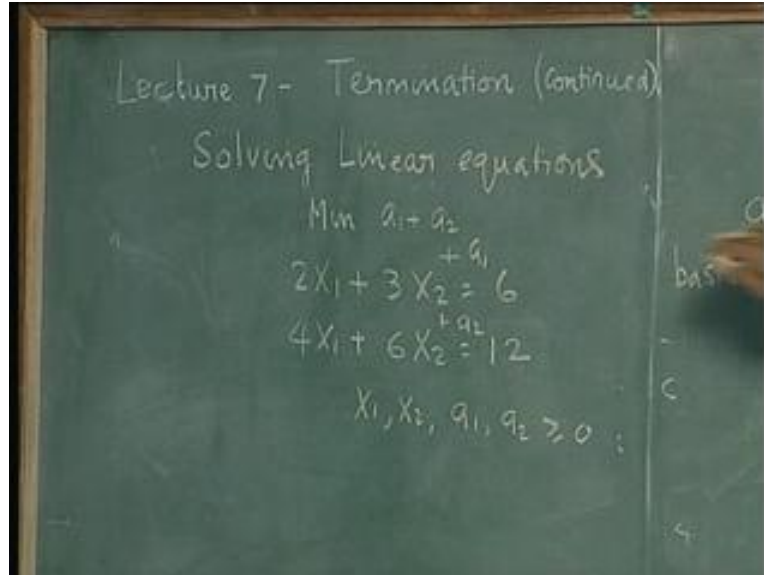 Lecture 7 - Termination (Continued)
Solving Linear equations
Min a1 + a2
2X1 + 3X2 + a1 = 6
4X1 + 6X2 + a2 = 12
X1, X2, a1, a2 ≥ 0 ;
bas